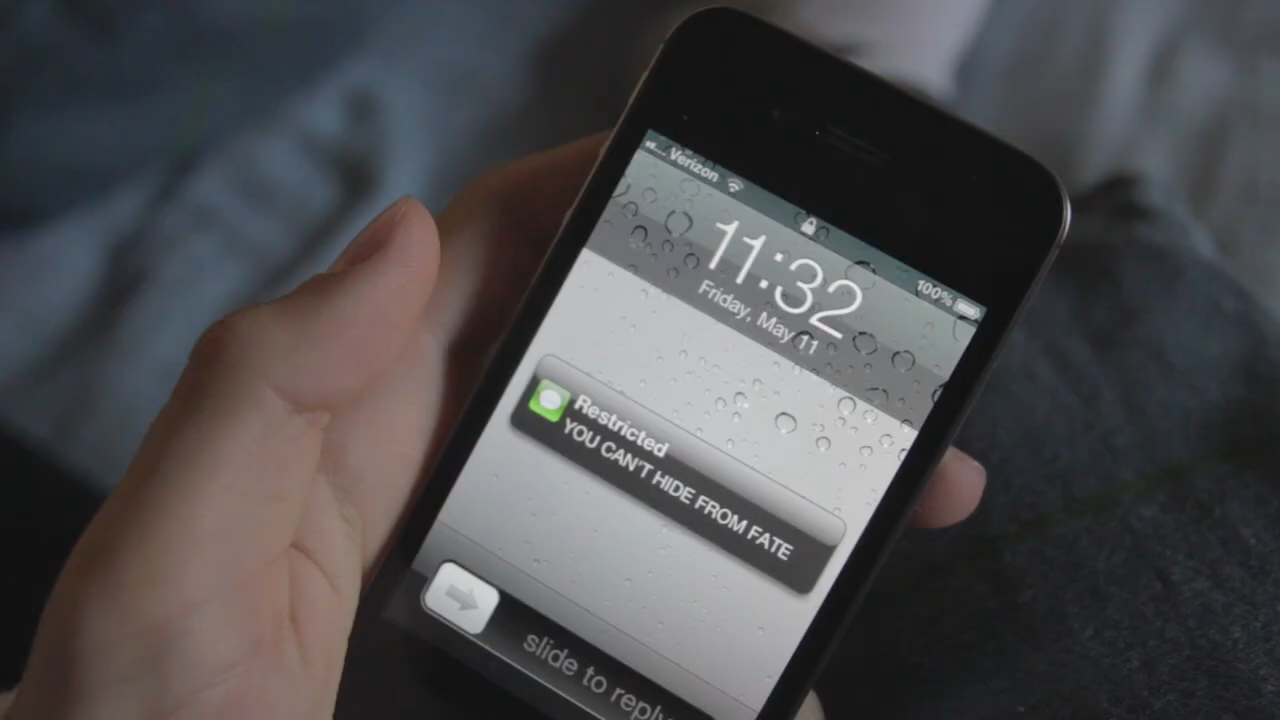 Verizon
100%
11:32
Friday, May 11
Restricted
YOU CAN'T HIDE FROM FATE
slide to reply